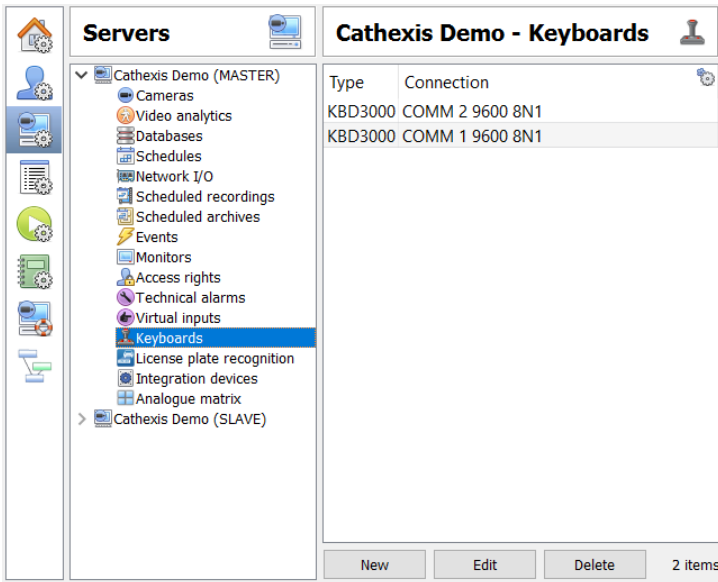 Servers
Cathexis Demo (MASTER)
Cameras
Video analytics
Databases
Schedules
Network I/O
Scheduled recordings
Scheduled archives
Events
Monitors
Access rights
Technical alarms
Virtual inputs
Keyboards
License plate recognition
Integration devices
Analogue matrix
Cathexis Demo (SLAVE)
Cathexis Demo - Keyboards
Type Connection
KBD3000 COMM 2 9600 8N1
KBD3000 COMM 1 9600 8N1
New Edit Delete 2 items